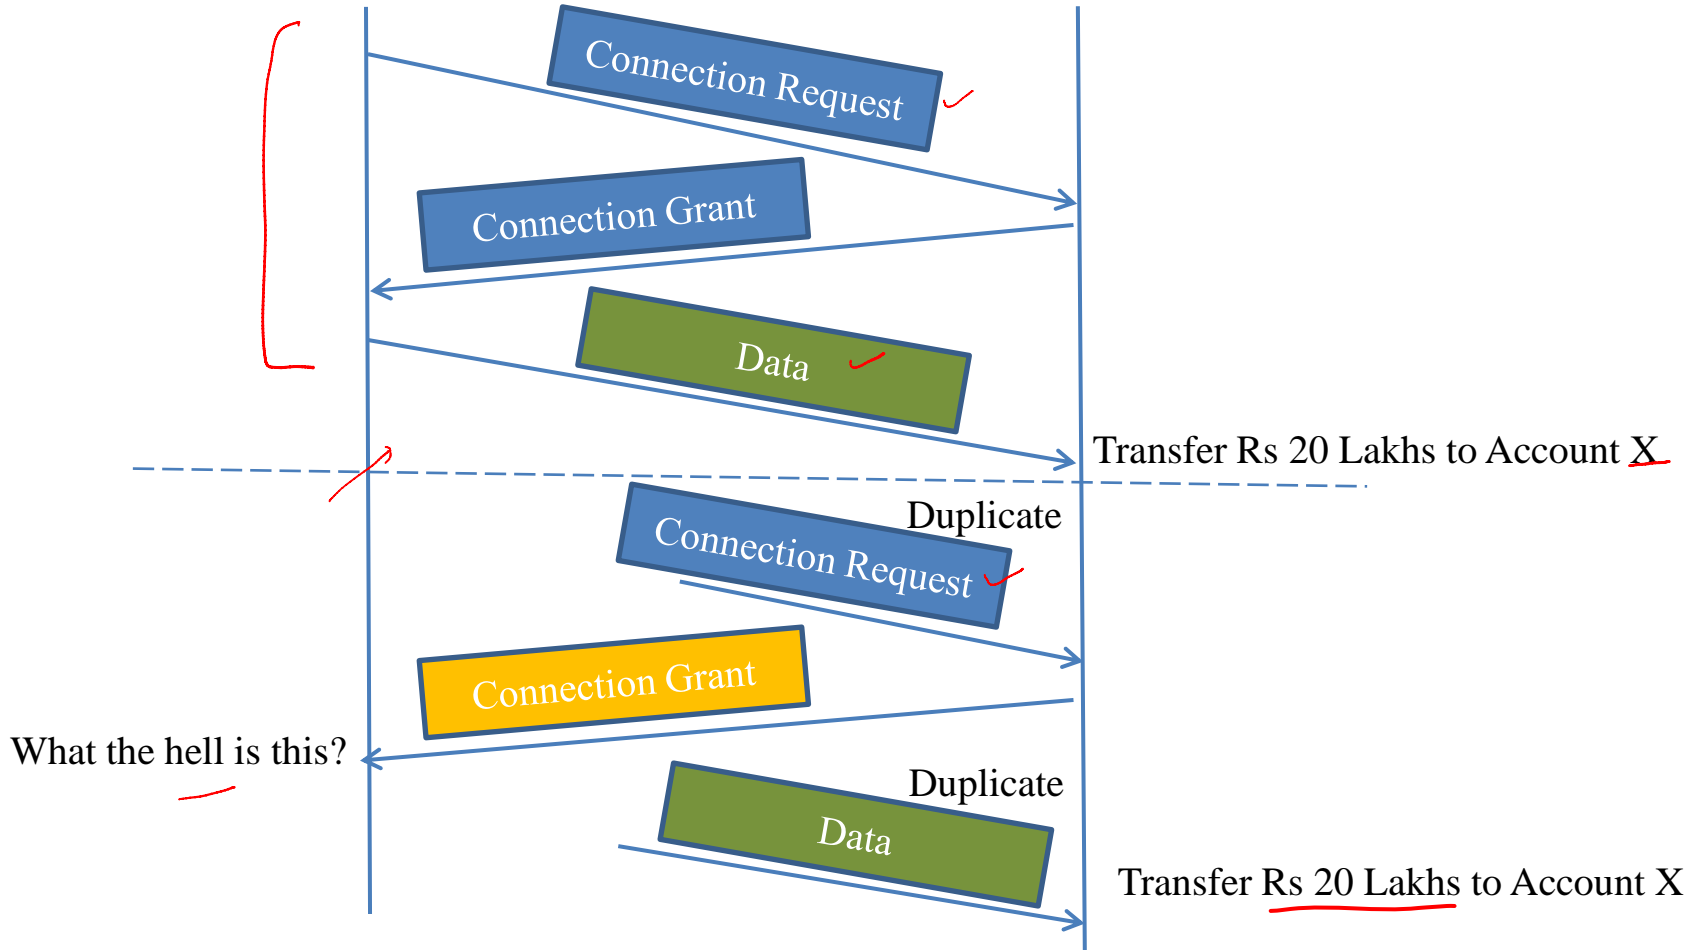 Connection Request
Connection Grant
Data
Transfer Rs 20 Lakhs to Account X
Duplicate
Connection Request
Connection Grant
What the hell is this?
Duplicate
Data
Transfer Rs 20 Lakhs to Account X